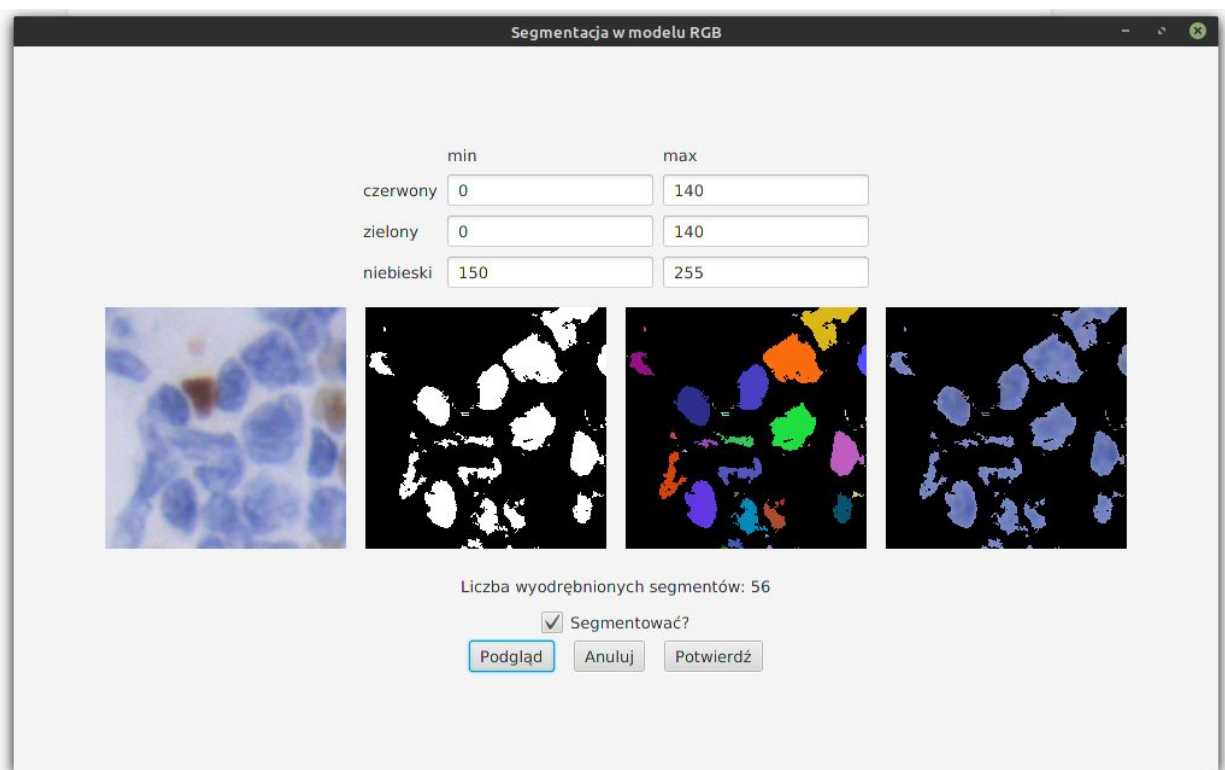 Segmentacja w modelu RGB
min max
czerwony 0 140
zielony 0 140
niebieski 150 255
Liczba wyodrębnionych segmentów: 56
Segmentować?
Podgląd Anuluj Potwierdź